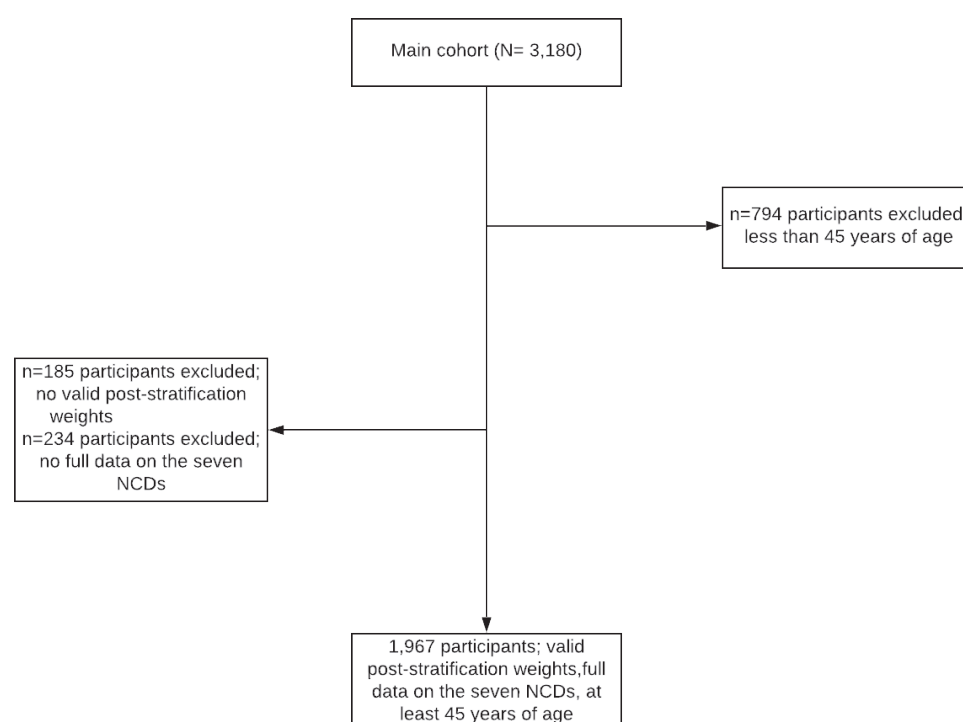 Main cohort (N= 3,180)
n=794 participants excluded
less than 45 years of age
n=185 participants excluded;
no valid post-stratification
weights
n=234 participants excluded;
no full data on the seven
NCDs
1,967 participants; valid
post-stratification weights,full
data on the seven NCDs, at
least 45 years of age